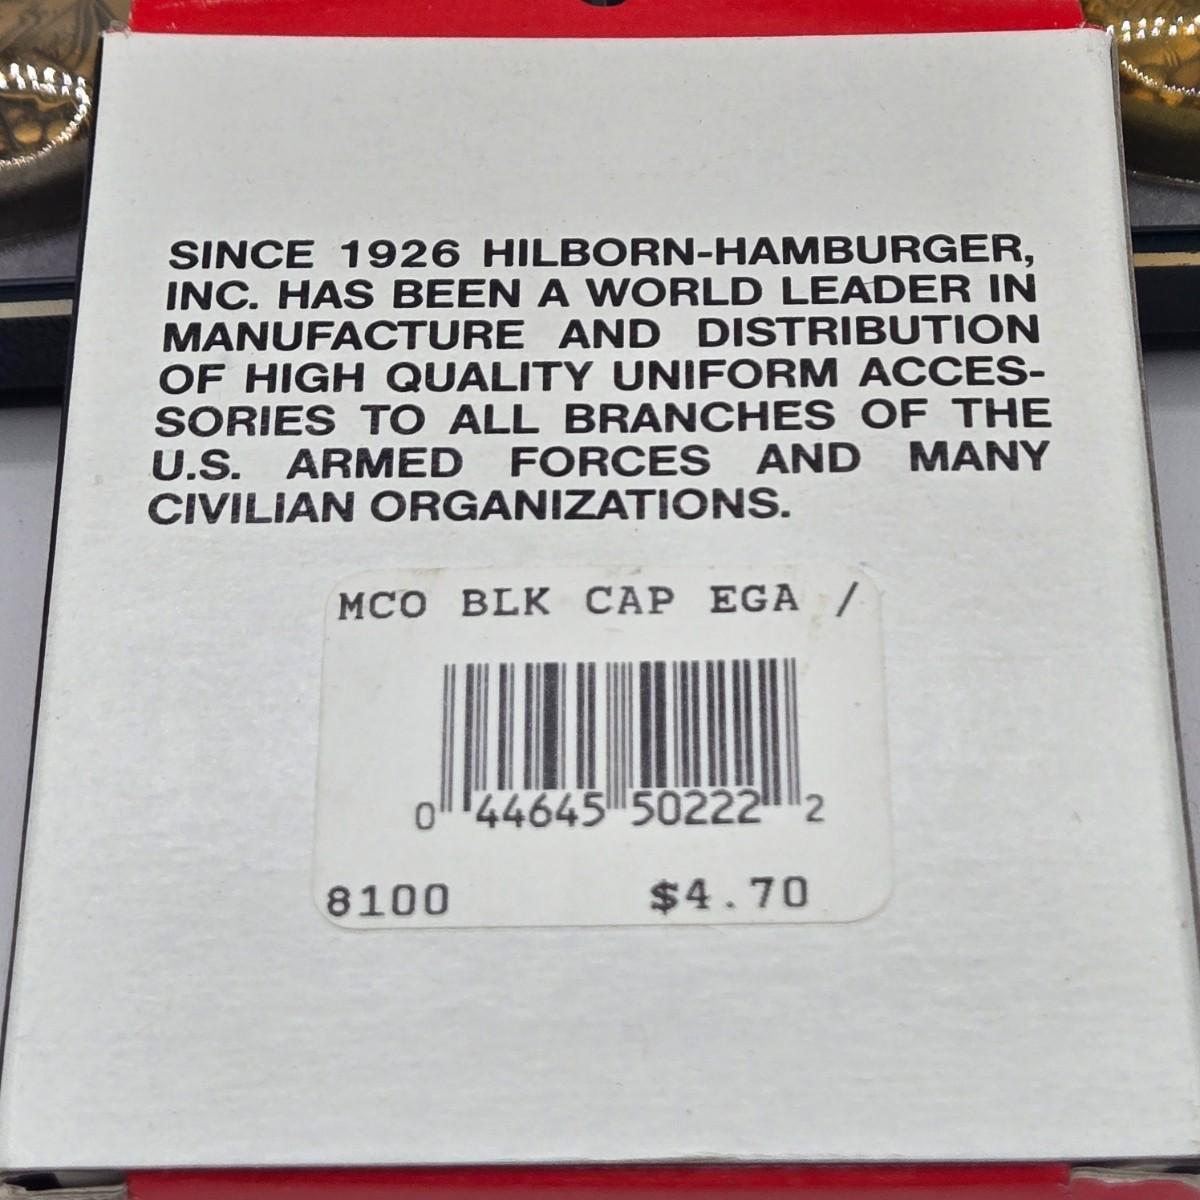 SINCE 1926 HILBORN-HAMBURGER,
INC. HAS BEEN A WORLD LEADER IN
MANUFACTURE AND DISTRIBUTION
OF HIGH QUALITY UNIFORM ACCES-
SORIES TO ALL BRANCHES OF THE
U.S. ARMED FORCES AND MANY
CIVILIAN ORGANIZATIONS.
MCO BLK CAP EGA /
0 44645 50222 2
8100 $4.70